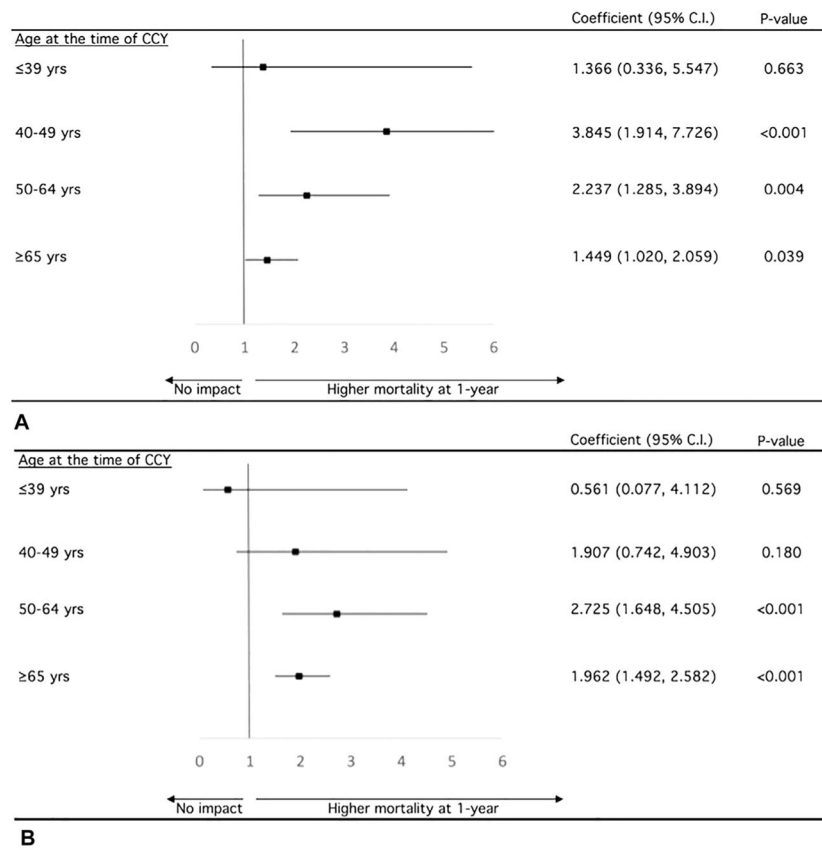 Coefficient (95% C.I.) P-value
Age at the time of CCY
≤39 yrs 1.366 (0.336, 5.547) 0.663
40-49 yrs 3.845 (1.914, 7.726) <0.001
50-64 yrs 2.237 (1.285, 3.894) 0.004
≥65 yrs 1.449 (1.020, 2.059) 0.039
0 1 2 3 4 5 6
No impact Higher mortality at 1-year
A
Coefficient (95% C.I.) P-value
Age at the time of CCY
≤39 yrs 0.561 (0.077, 4.112) 0.569
40-49 yrs 1.907 (0.742, 4.903) 0.180
50-64 yrs 2.725 (1.648, 4.505) <0.001
≥65 yrs 1.962 (1.492, 2.582) <0.001
0 1 2 3 4 5 6
No impact Higher mortality at 1-year
B